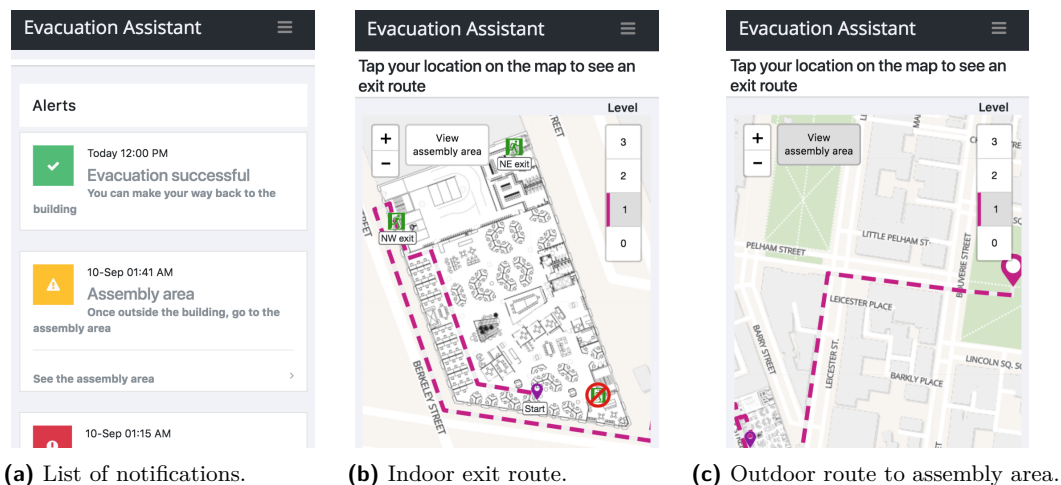 Evacuation Assistant
Alerts
Today 12:00 PM
Evacuation successful
You can make your way back to the
building
10-Sep 01:41 AM
Assembly area
Once outside the building, go to the
assembly area
See the assembly area
10-Sep 01:15 AM
(a) List of notifications.
Evacuation Assistant
Tap your location on the map to see an
exit route
Level
+
−
View
assembly area
3
2
1
0
NE exit
NW exit
STREET
BERKELEY STREET
Start
(b) Indoor exit route.
Evacuation Assistant
Tap your location on the map to see an
exit route
Level
+
−
View
assembly area
3
2
1
0
PELHAM STREET
LITTLE PELHAM ST.
BOUVERIE STREET
LEICESTER PLACE
BARRY STREET
LEICESTER ST.
LINCOLN SQ.
BARKLY PLACE
(c) Outdoor route to assembly area.